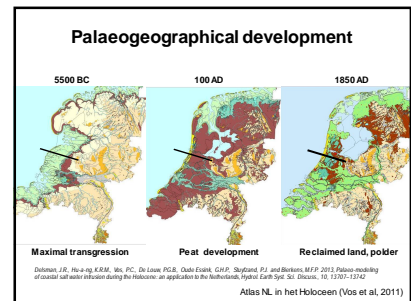 Palaeogeographical development
5500 BC
100 AD
1850 AD
Maximal transgression
Peat development
Reclaimed land, polder
Delsman, J.R., Hu-a-ng, K.R.M., Vos, P.C., De Louw, P.G.B., Oude Essink, G.H.P., Stuyfzand, P.J. and Bierkens, M.F.P. 2013, Palaeo-modeling
of coastal salt water intrusion during the Holocene: an application to the Netherlands, Hydrol. Earth Syst. Sci. Discuss., 10, 13707–13742
Atlas NL in het Holoceen (Vos et al, 2011)